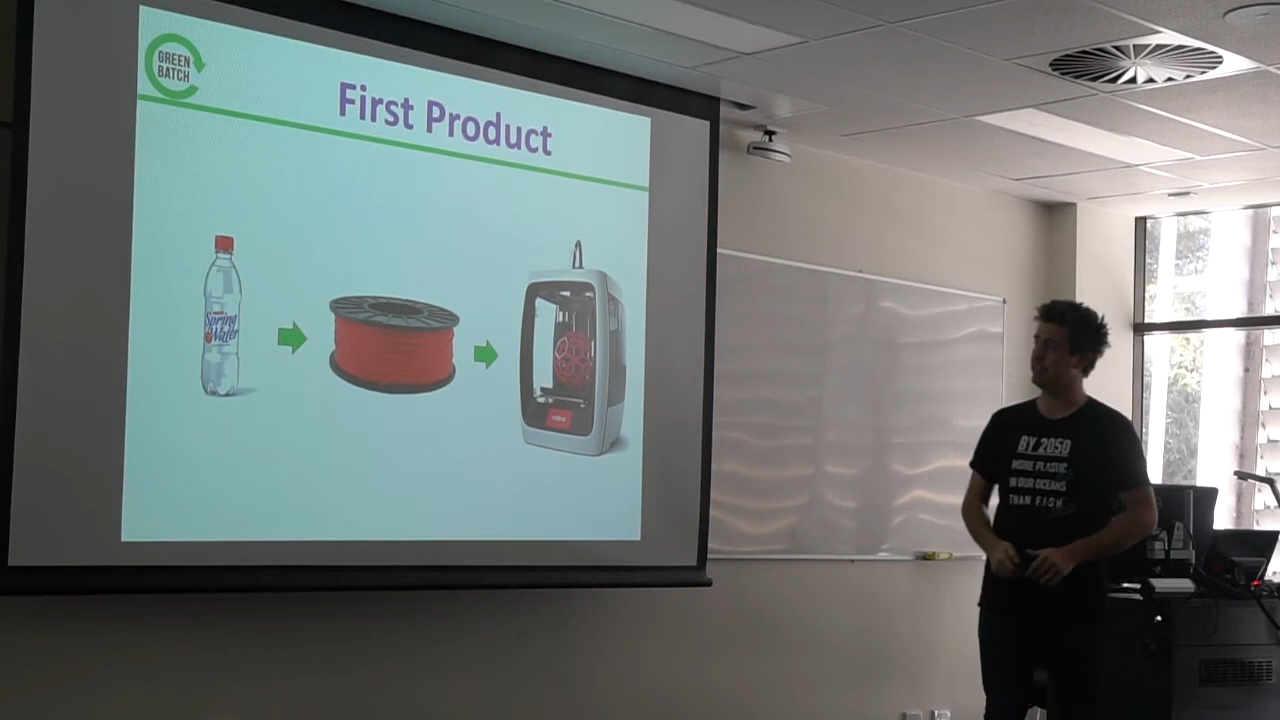 GREEN
BATCH
First Product
Spring
Water
BY 2050
MORE PLASTIC
IN OUR OCEANS
THAN FISH